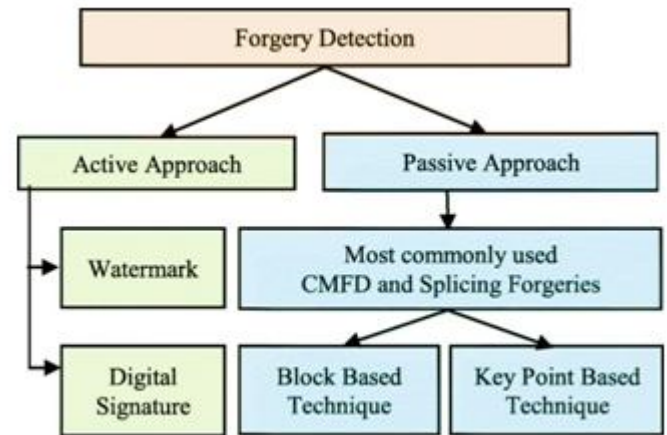 Forgery Detection
Active Approach
Passive Approach
Watermark
Most commonly used
CMFD and Splicing Forgeries
Digital
Signature
Block Based
Technique
Key Point Based
Technique